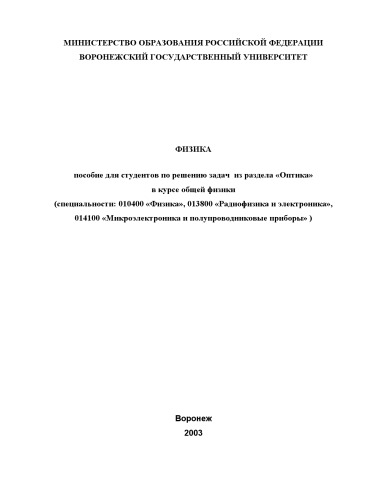 МИНИСТЕРСТВО ОБРАЗОВАНИЯ РОССИЙСКОЙ ФЕДЕРАЦИИ
ВОРОНЕЖСКИЙ ГОСУДАРСТВЕННЫЙ УНИВЕРСИТЕТ
ФИЗИКА
пособие для студентов по решению задач из раздела «Оптика»
в курсе общей физики
(специальности: 010400 «Физика», 013800 «Радиофизика и электроника»,
014100 «Микроэлектроника и полупроводниковые приборы» )
Воронеж
2003